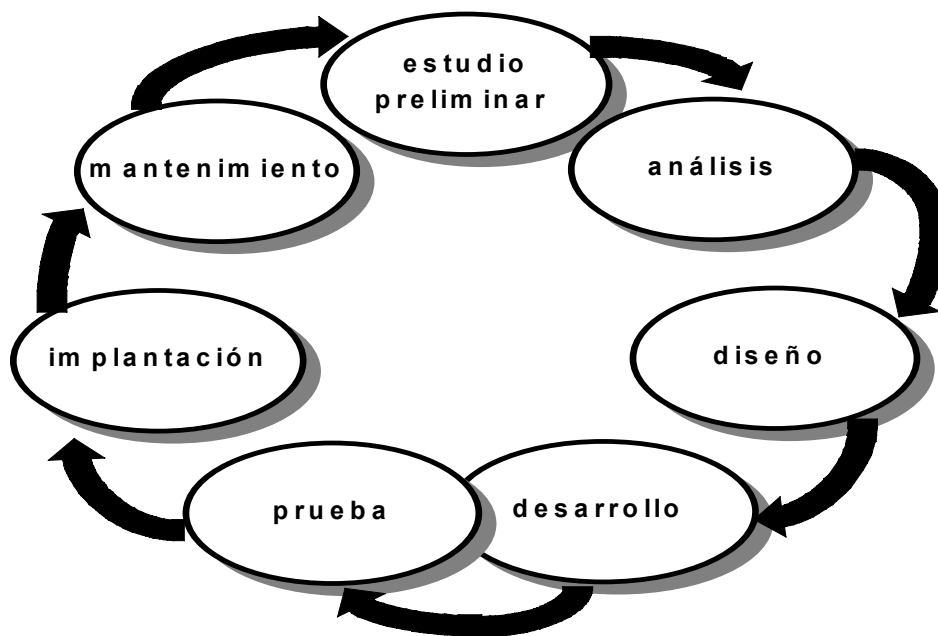 estudio
preliminar
análisis
diseño
desarrollo
prueba
implantación
mantenimiento